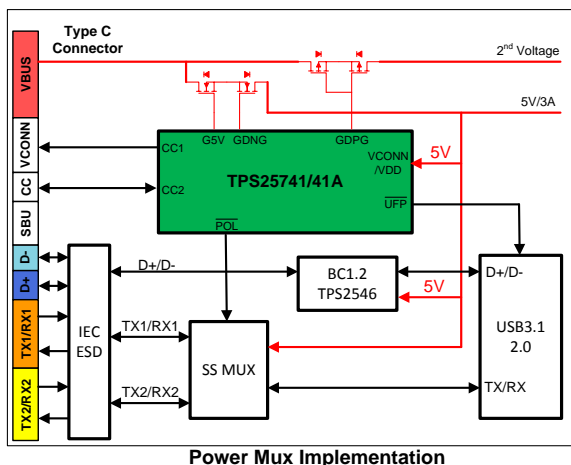 Type C
Connector
2nd Voltage
VBUS
5V/3A
G5V
GDNG
GDPG
VCONN
CC1
VCONN
/VDD
5V
TPS25741/41A
CC
CC2
UFP
SBU
POL
D-
D+/D-
BC1.2
TPS2546
D+/D-
D+
5V
TX1/RX1
IEC
ESD
TX1/RX1
SS MUX
USB3.1
2.0
TX2/RX2
TX2/RX2
TX/RX
Power Mux Implementation